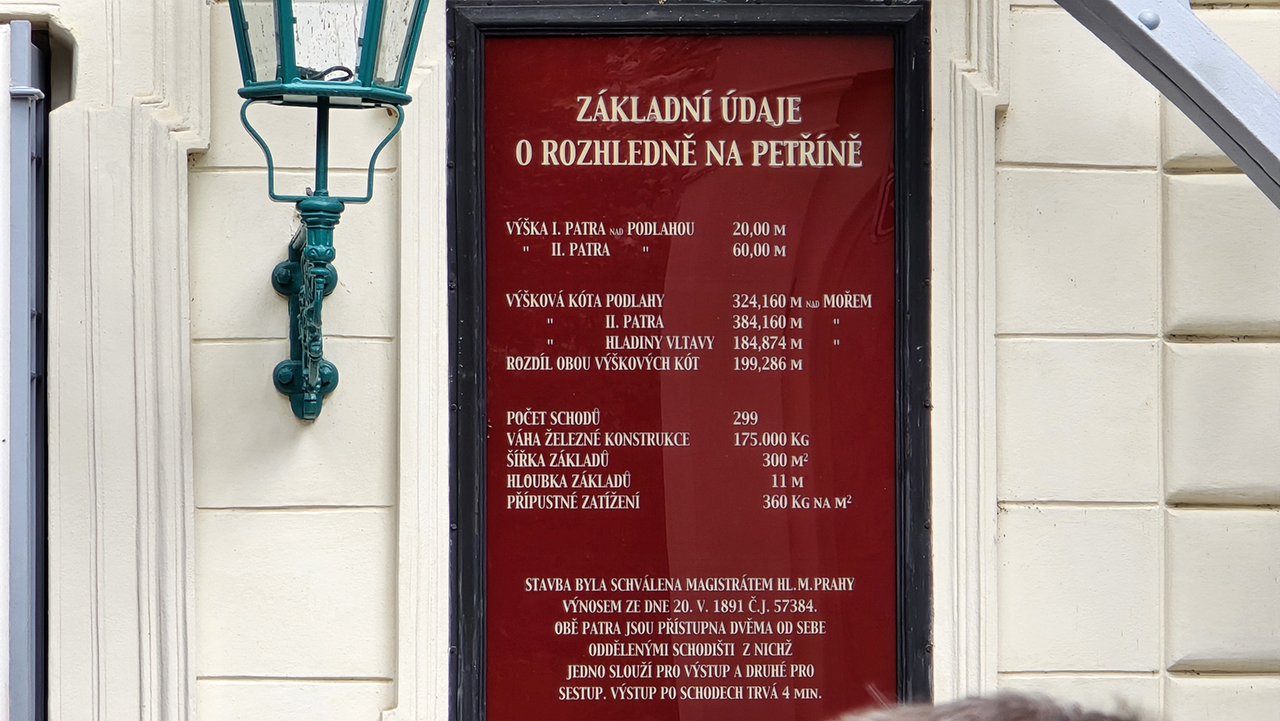 ZÁKLADNÍ ÚDAJE
O ROZHLEDNĚ NA PETŘÍNĚ
VÝŠKA I. PATRA NAD PODLAHOU 20,00 M
" II. PATRA " 60,00 M
VÝŠKOVÁ KÓTA PODLAHY 324,160 M NAD MOŘEM
" II. PATRA 384,160 M "
" HLADINY VLTAVY 184,874 M "
ROZDÍL OBOU VÝŠKOVÝCH KÓT 199,286 M
POČET SCHODŮ 299
VÁHA ŽELEZNÉ KONSTRUKCE 175.000 KG
ŠÍŘKA ZÁKLADŮ 300 M²
HLOUBKA ZÁKLADŮ 11 M
PŘÍPUSTNÉ ZATÍŽENÍ 360 KG NA M²
STAVBA BYLA SCHVÁLENA MAGISTRÁTEM HL.M.PRAHY
VÝNOSEM ZE DNE 20. V. 1891 Č.J. 57384.
OBĚ PATRA JSOU PŘÍSTUPNA DVĚMA OD SEBE
ODDĚLENÝMI SCHODIŠTI Z NICHŽ
JEDNO SLOUŽÍ PRO VÝSTUP A DRUHÉ PRO
SESTUP. VÝSTUP PO SCHODECH TRVÁ 4 MIN.